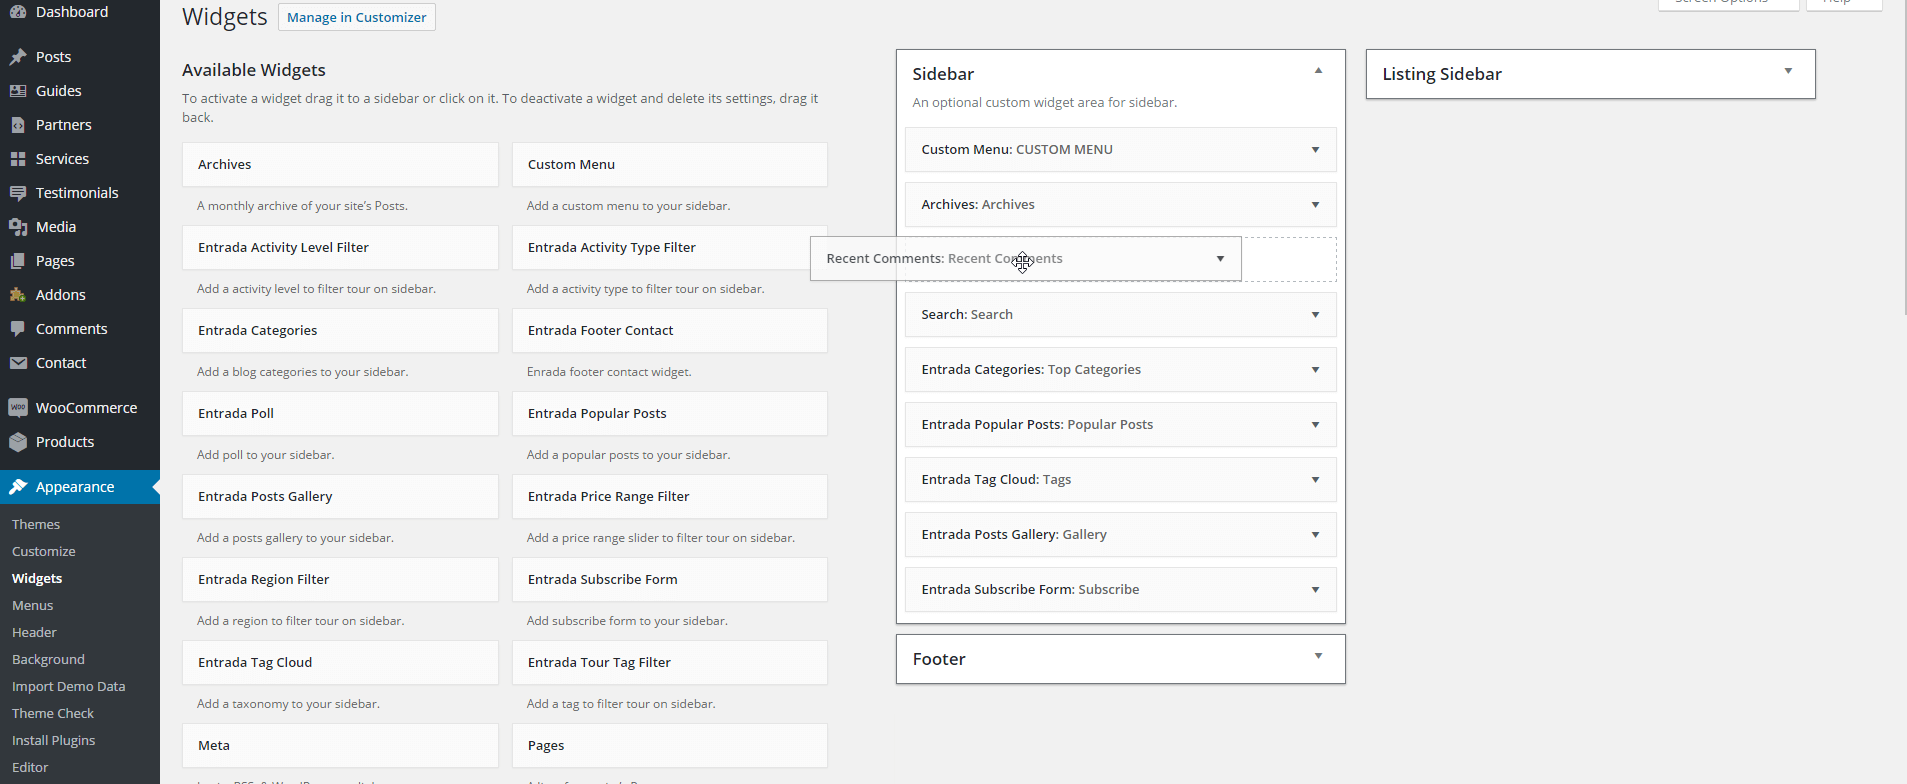 Dashboard
Posts
Guides
Partners
Services
Testimonials
Media
Pages
Addons
Comments
Contact
WooCommerce
Products
Appearance
Themes
Customize
Widgets
Menus
Header
Background
Import Demo Data
Theme Check
Install Plugins
Editor
Widgets
Manage in Customizer
Screen Options
Help
Available Widgets
To activate a widget drag it to a sidebar or click on it. To deactivate a widget and delete its settings, drag it
back.
Archives
A monthly archive of your site's Posts.
Custom Menu
Add a custom menu to your sidebar.
Entrada Activity Level Filter
Add a activity level to filter tour on sidebar.
Entrada Activity Type Filter
Add a activity type to filter tour on sidebar.
Entrada Categories
Add a blog categories to your sidebar.
Entrada Footer Contact
Enrada footer contact widget.
Entrada Poll
Add poll to your sidebar.
Entrada Popular Posts
Add a popular posts to your sidebar.
Entrada Posts Gallery
Add a posts gallery to your sidebar.
Entrada Price Range Filter
Add a price range slider to filter tour on sidebar.
Entrada Region Filter
Add a region to filter tour on sidebar.
Entrada Subscribe Form
Add subscribe form to your sidebar.
Entrada Tag Cloud
Add a taxonomy to your sidebar.
Entrada Tour Tag Filter
Add a tag to filter tour on sidebar.
Meta
Pages
Sidebar
An optional custom widget area for sidebar.
Custom Menu: CUSTOM MENU
Archives: Archives
Recent Comments: Recent Comments
Search: Search
Entrada Categories: Top Categories
Entrada Popular Posts: Popular Posts
Entrada Tag Cloud: Tags
Entrada Posts Gallery: Gallery
Entrada Subscribe Form: Subscribe
Footer
Listing Sidebar